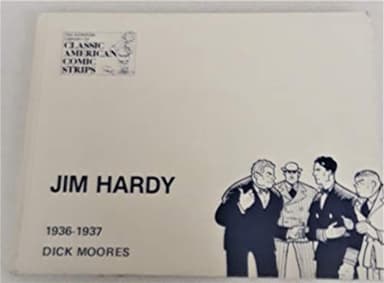 CLASSIC
AMERICAN
COMIC
STRIPS
JIM HARDY
1936-1937
DICK MOORES